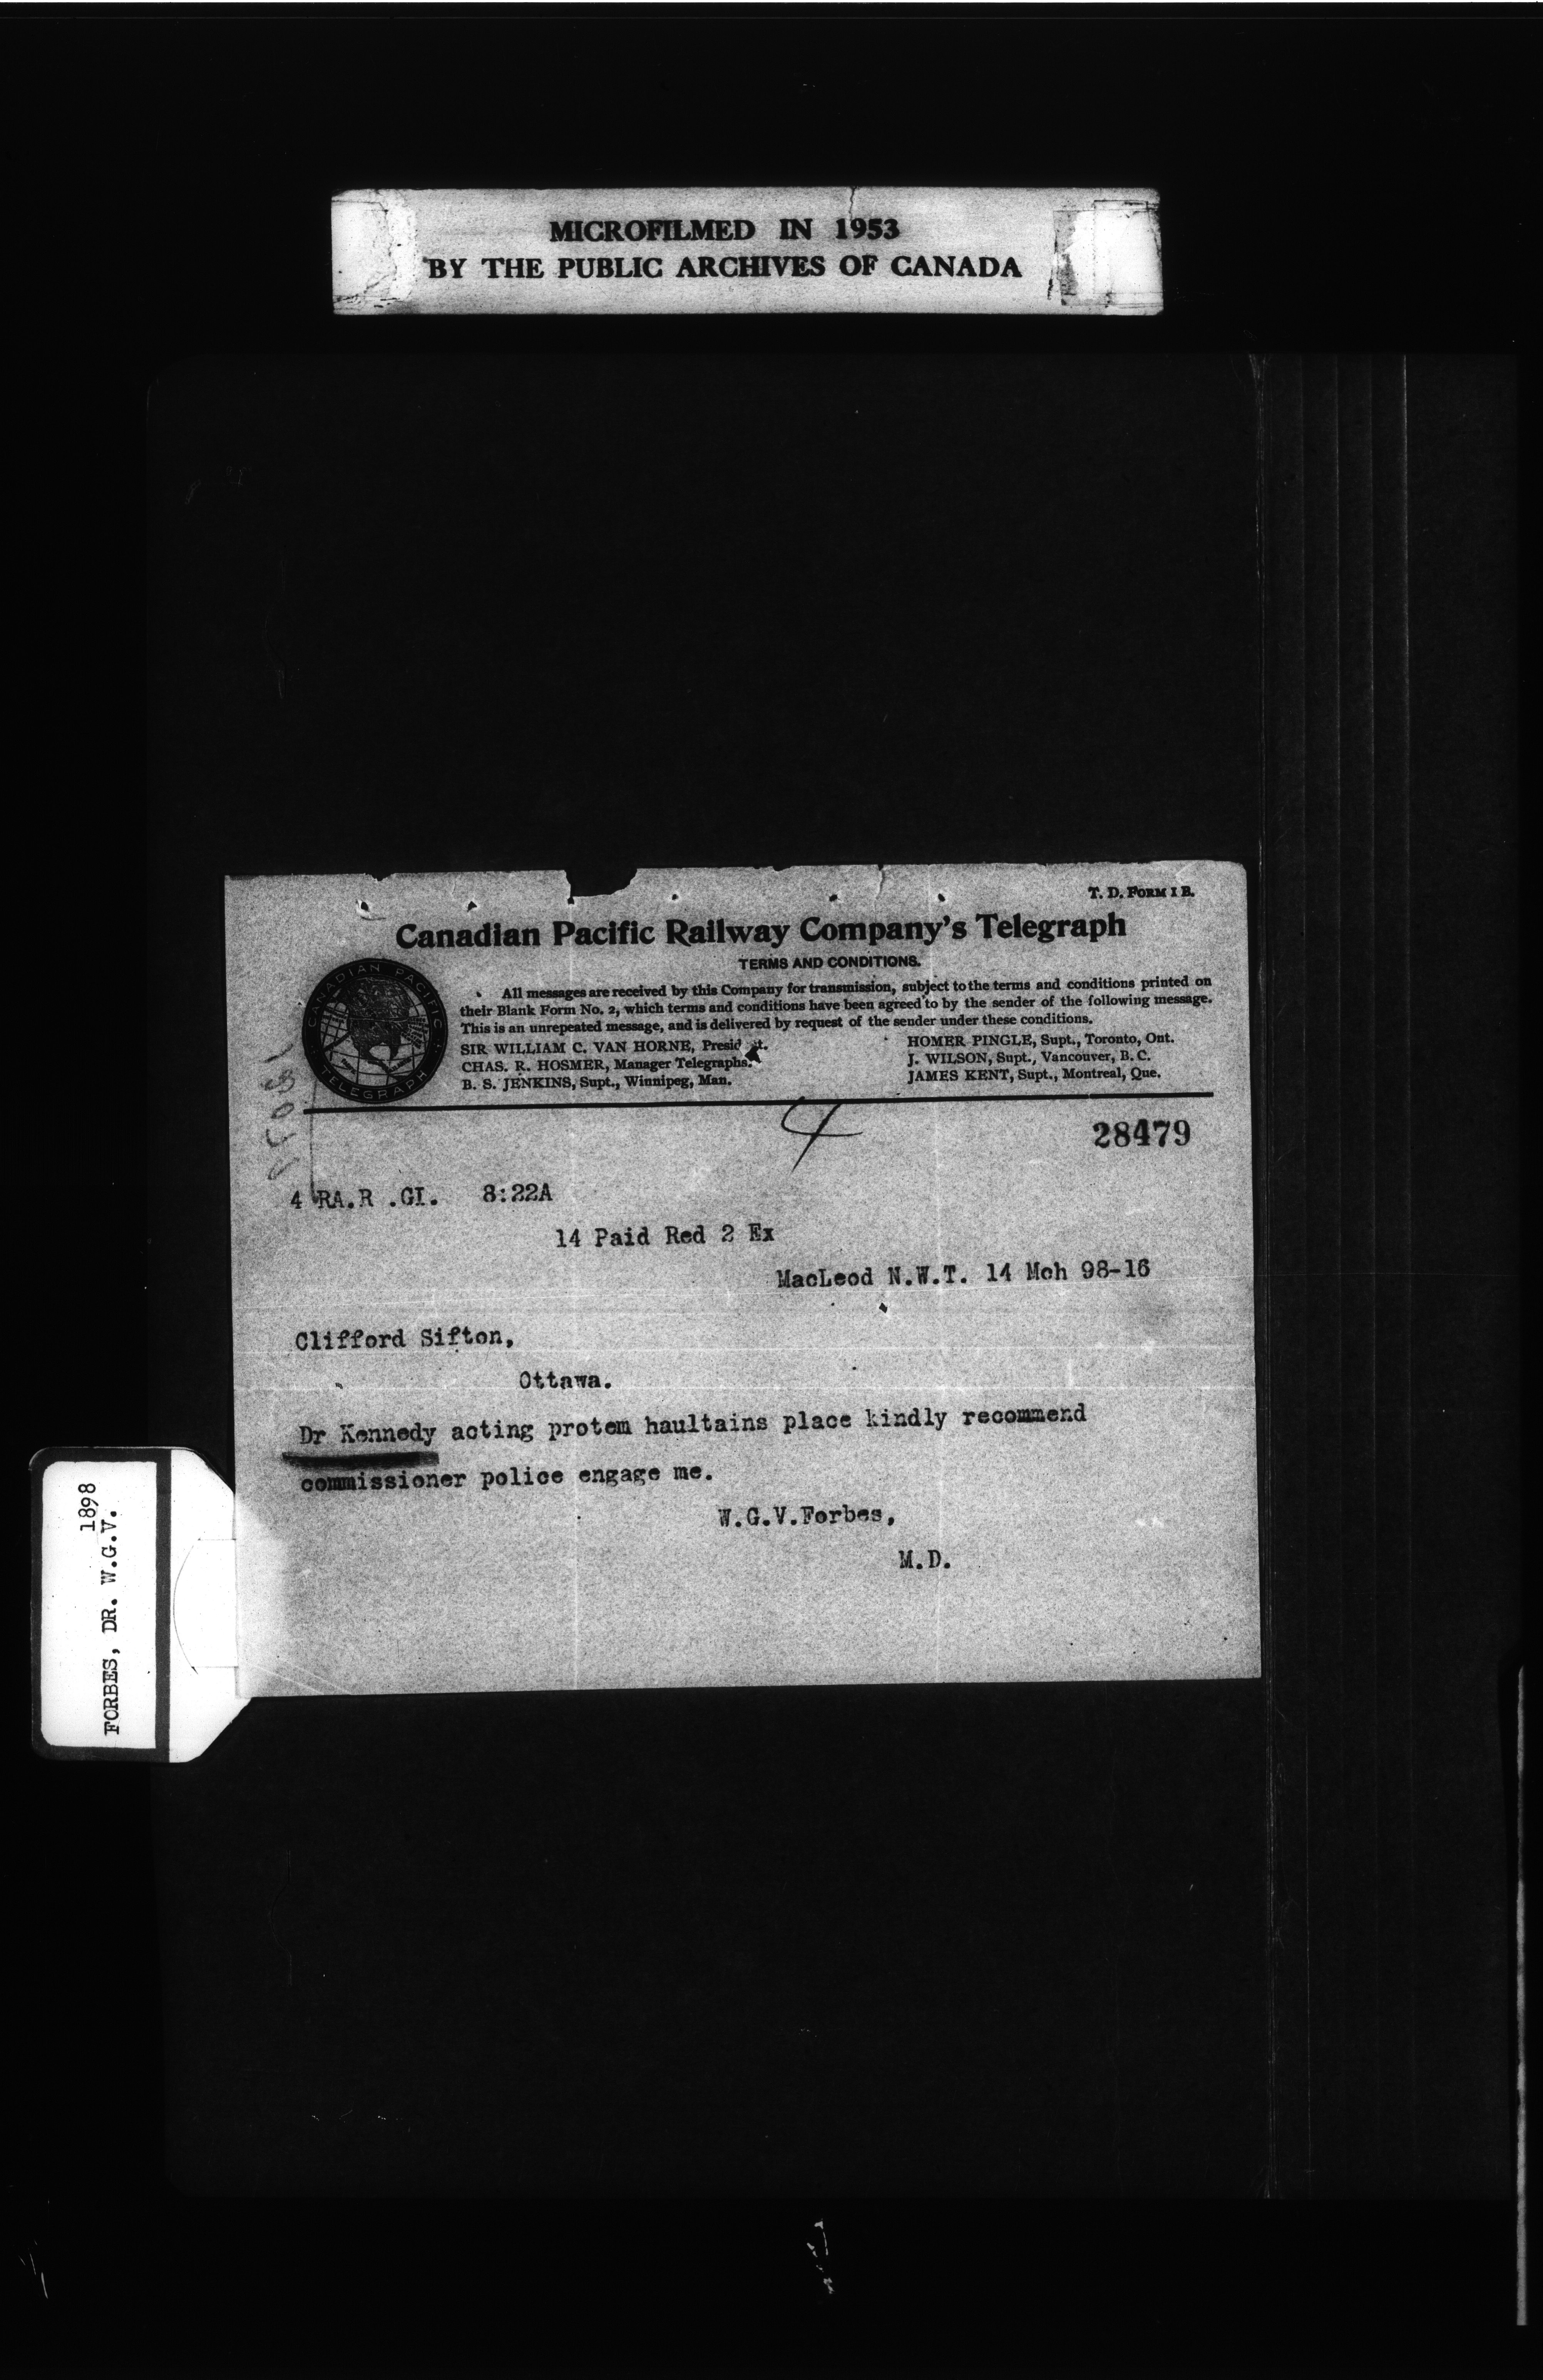 MICROFILMED IN 1953
BY THE PUBLIC ARCHIVES OF CANADA
T. D. FORM 1 B.
Canadian Pacific Railway Company's Telegraph
TERMS AND CONDITIONS.
All messages are received by this Company for transmission, subject to the terms and conditions printed on
their Blank Form No. 2, which terms and conditions have been agreed to by the sender of the following message.
This is an unrepeated message, and is delivered by request of the sender under these conditions.
SIR WILLIAM C. VAN HORNE, Presid t.
CHAS. R. HOSMER, Manager Telegraphs.
B. S. JENKINS, Supt., Winnipeg, Man.
HOMER PINGLE, Supt., Toronto, Ont.
J. WILSON, Supt., Vancouver, B. C.
JAMES KENT, Supt., Montreal, Que.
CANADIAN PACIFIC
TELEGRAPH
4
28479
4 RA.R .GI. 8:22A
14 Paid Red 2 Ex
MacLeod N.W.T. 14 Mch 98-16
Clifford Sifton,
Ottawa.
Dr Kennedy acting protem haultains place kindly recommend
commissioner police engage me.
W.G.V.Forbes,
M.D.
1898
FORBES, DR. W.G.V.